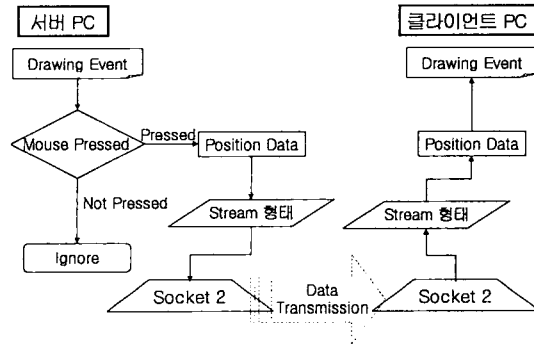 서버 PC
클라이언트 PC
Drawing Event
Drawing Event
Mouse Pressed
Pressed
Position Data
Position Data
Not Pressed
Stream 형태
Stream 형태
Ignore
Socket 2
Data
Transmission
Socket 2